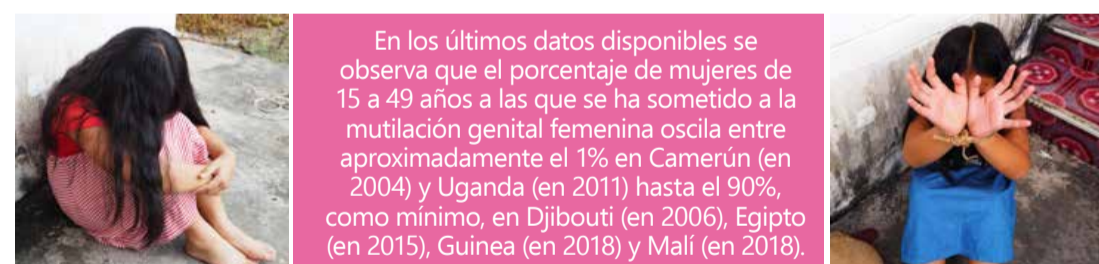 En los últimos datos disponibles se
observa que el porcentaje de mujeres de
15 a 49 años a las que se ha sometido a la
mutilación genital femenina oscila entre
aproximadamente el 1% en Camerún (en
2004) y Uganda (en 2011) hasta el 90%,
como mínimo, en Djibouti (en 2006), Egipto
(en 2015), Guinea (en 2018) y Malí (en 2018).